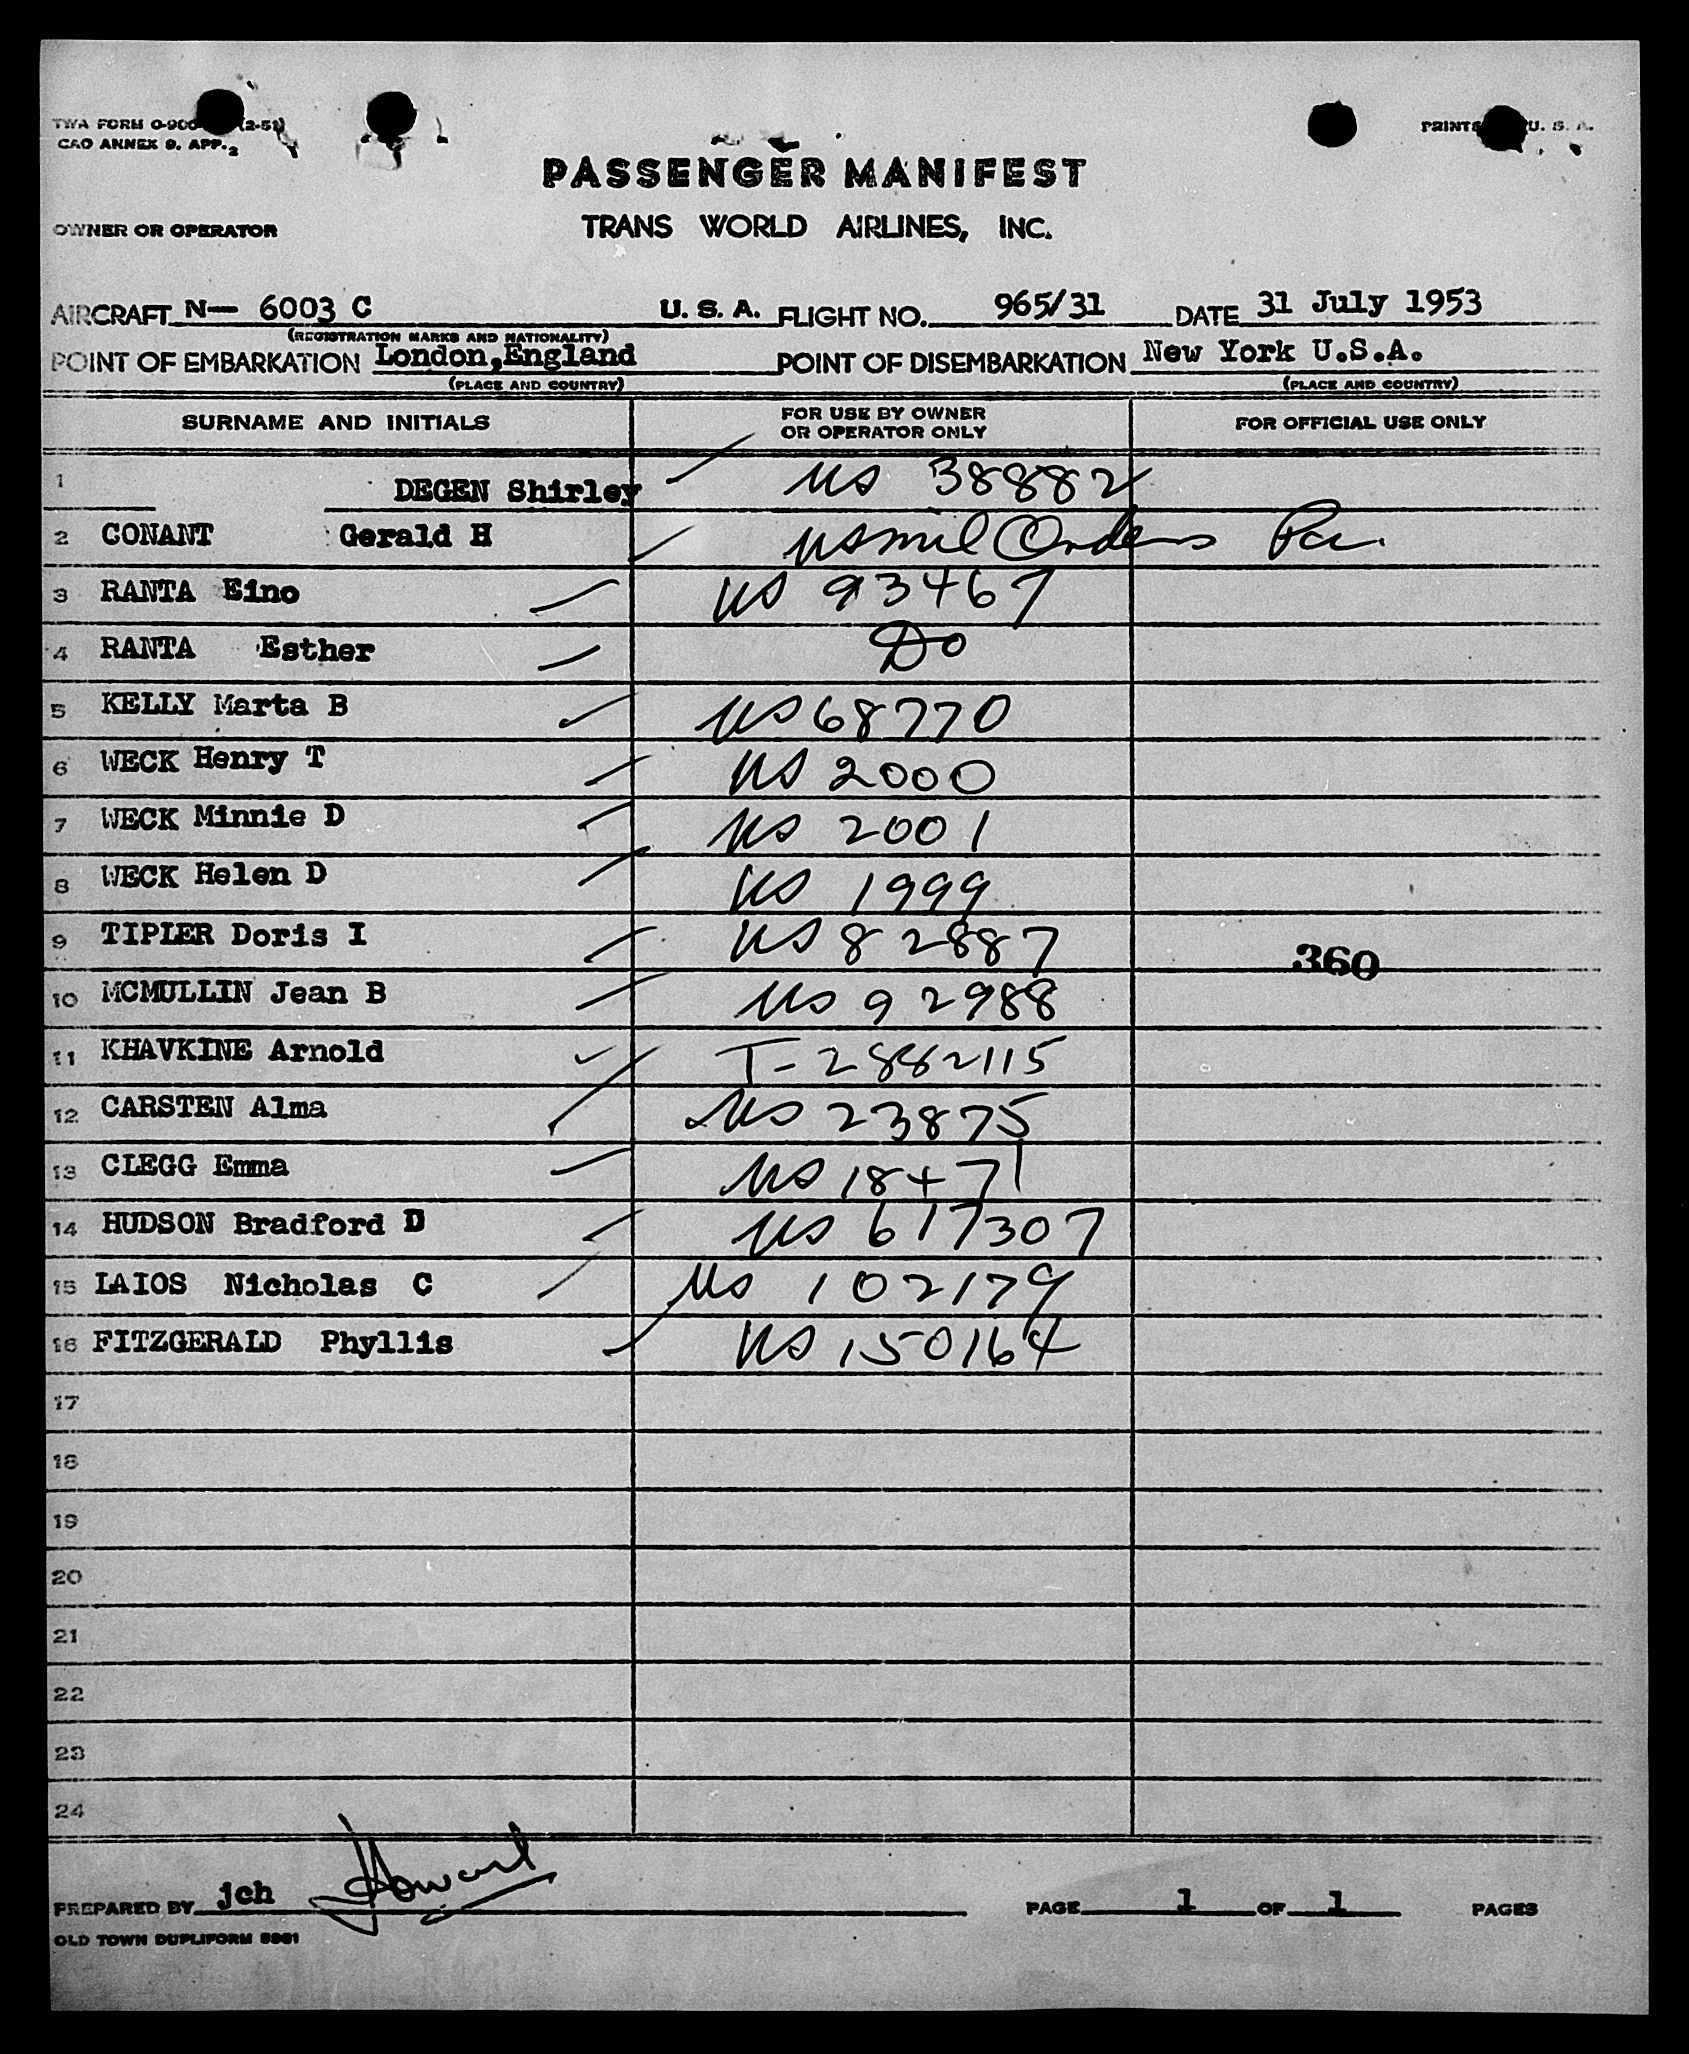 TWA FORM O-906 (2-51) PRINTED U. S. A.
CAO ANNEX 9. APP. 2
PASSENGER MANIFEST
OWNER OR OPERATOR TRANS WORLD AIRLINES, INC.
AIRCRAFT N— 6003 C U. S. A. FLIGHT NO. 965/31 DATE 31 July 1953
(REGISTRATION MARKS AND NATIONALITY)
POINT OF EMBARKATION London,England POINT OF DISEMBARKATION New York U.S.A.
(PLACE AND COUNTRY) (PLACE AND COUNTRY)
SURNAME AND INITIALS FOR USE BY OWNER OR OPERATOR ONLY FOR OFFICIAL USE ONLY
1 DEGEN Shirley US 38882
2 CONANT Gerald H US mil Orders
3 RANTA Eino US 93467
4 RANTA Esther Do
5 KELLY Marta B US 68770
6 WECK Henry T US 2000
7 WECK Minnie D US 2001
8 WECK Helen D US 1999
9 TIPLER Doris I US 82887 360
10 MCMULLIN Jean B US 92988
11 KHAVKINE Arnold T-2882115
12 CARSTEN Alma US 23875
13 CLEGG Emma US 18471
14 HUDSON Bradford D US 617307
15 LAIOS Nicholas C US 102179
16 FITZGERALD Phyllis US 150164
17
18
19
20
21
22
23
24
PREPARED BY jch JHoward PAGE 1 OF 1 PAGES
OLD TOWN DUPLIFORM